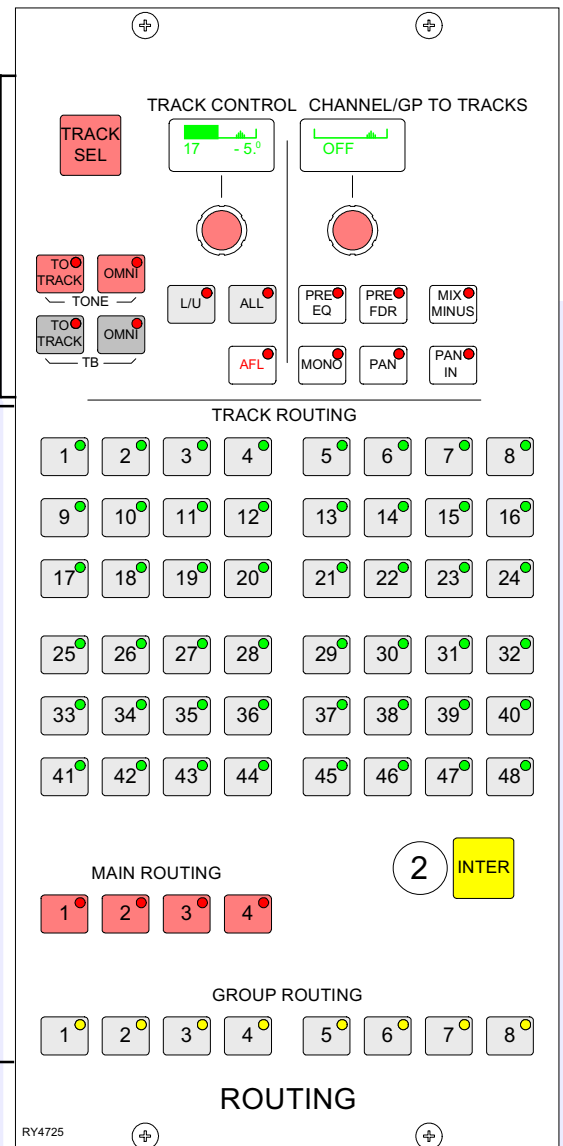 TRACK CONTROL CHANNEL/GP TO TRACKS
TRACK
SEL
17 - 5.0
OFF
TO
TRACK
OMNI
TONE
TO
TRACK
OMNI
TB
L/U
ALL
PRE
EQ
PRE
FDR
MIX
MINUS
AFL
MONO
PAN
PAN
IN
TRACK ROUTING
1 2 3 4 5 6 7 8
9 10 11 12 13 14 15 16
17 18 19 20 21 22 23 24
25 26 27 28 29 30 31 32
33 34 35 36 37 38 39 40
41 42 43 44 45 46 47 48
2 INTER
MAIN ROUTING
1 2 3 4
GROUP ROUTING
1 2 3 4 5 6 7 8
ROUTING
RY4725